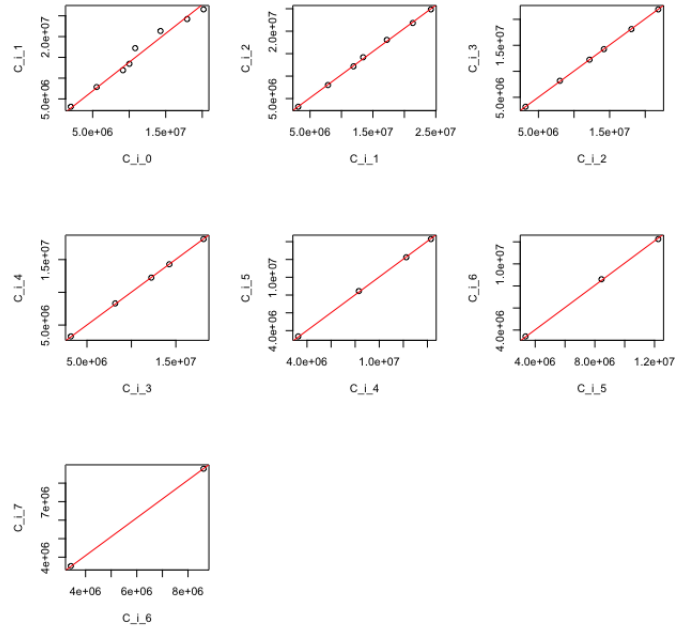 C_i_1
5.0e+06 2.0e+07
5.0e+06 1.5e+07
C_i_0
C_i_2
5.0e+06 2.0e+07
5.0e+06 1.5e+07 2.5e+07
C_i_1
C_i_3
5.0e+06 1.5e+07
5.0e+06 1.5e+07
C_i_2
C_i_4
5.0e+06 1.5e+07
5.0e+06 1.5e+07
C_i_3
C_i_5
4.0e+06 1.0e+07
4.0e+06 1.0e+07
C_i_4
C_i_6
4.0e+06 1.0e+07
4.0e+06 8.0e+06 1.2e+07
C_i_5
C_i_7
4e+06 7e+06
4e+06 6e+06 8e+06
C_i_6